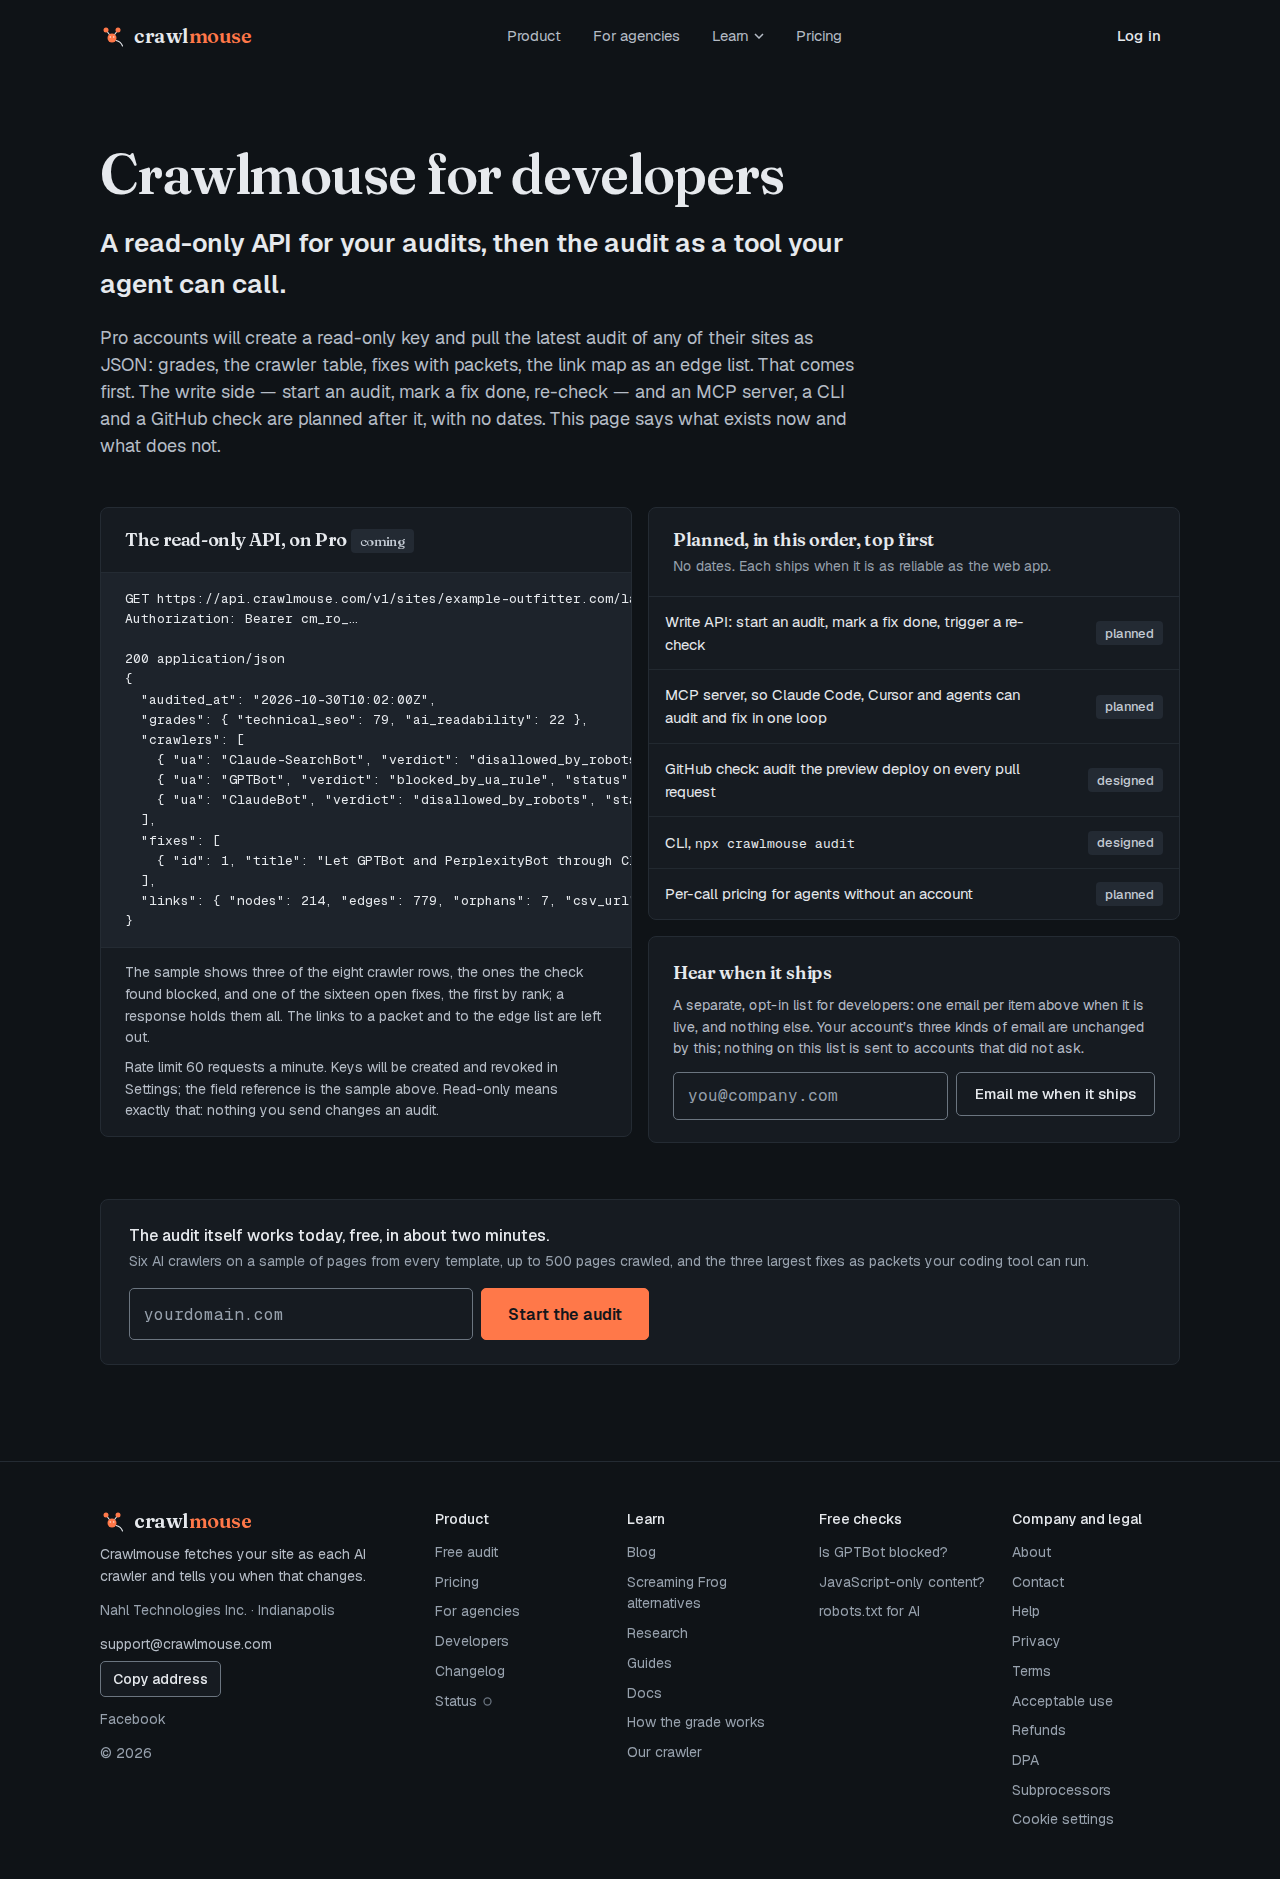 crawlmouse
Product
For agencies
Learn
Pricing
Log in
Crawlmouse for developers
A read-only API for your audits, then the audit as a tool your
agent can call.
Pro accounts will create a read-only key and pull the latest audit of any of their sites as
JSON: grades, the crawler table, fixes with packets, the link map as an edge list. That comes
first. The write side — start an audit, mark a fix done, re-check — and an MCP server, a CLI
and a GitHub check are planned after it, with no dates. This page says what exists now and
what does not.
The read-only API, on Pro coming
GET https://api.crawlmouse.com/v1/sites/example-outfitter.com/la
Authorization: Bearer cm_ro_…
200 application/json
{
"audited_at": "2026-10-30T10:02:00Z",
"grades": { "technical_seo": 79, "ai_readability": 22 },
"crawlers": [
{ "ua": "Claude-SearchBot", "verdict": "disallowed_by_robots
{ "ua": "GPTBot", "verdict": "blocked_by_ua_rule", "status"
{ "ua": "ClaudeBot", "verdict": "disallowed_by_robots", "sta
],
"fixes": [
{ "id": 1, "title": "Let GPTBot and PerplexityBot through Cl
],
"links": { "nodes": 214, "edges": 779, "orphans": 7, "csv_url"
}
The sample shows three of the eight crawler rows, the ones the check
found blocked, and one of the sixteen open fixes, the first by rank; a
response holds them all. The links to a packet and to the edge list are left
out.
Rate limit 60 requests a minute. Keys will be created and revoked in
Settings; the field reference is the sample above. Read-only means
exactly that: nothing you send changes an audit.
Planned, in this order, top first
No dates. Each ships when it is as reliable as the web app.
Write API: start an audit, mark a fix done, trigger a re-
check
planned
MCP server, so Claude Code, Cursor and agents can
audit and fix in one loop
planned
GitHub check: audit the preview deploy on every pull
request
designed
CLI, npx crawlmouse audit
designed
Per-call pricing for agents without an account
planned
Hear when it ships
A separate, opt-in list for developers: one email per item above when it is
live, and nothing else. Your account's three kinds of email are unchanged
by this; nothing on this list is sent to accounts that did not ask.
you@company.com
Email me when it ships
The audit itself works today, free, in about two minutes.
Six AI crawlers on a sample of pages from every template, up to 500 pages crawled, and the three largest fixes as packets your coding tool can run.
yourdomain.com
Start the audit
crawlmouse
Crawlmouse fetches your site as each AI
crawler and tells you when that changes.
Nahl Technologies Inc. · Indianapolis
support@crawlmouse.com
Copy address
Facebook
© 2026
Product
Free audit
Pricing
For agencies
Developers
Changelog
Status
Learn
Blog
Screaming Frog
alternatives
Research
Guides
Docs
How the grade works
Our crawler
Free checks
Is GPTBot blocked?
JavaScript-only content?
robots.txt for AI
Company and legal
About
Contact
Help
Privacy
Terms
Acceptable use
Refunds
DPA
Subprocessors
Cookie settings